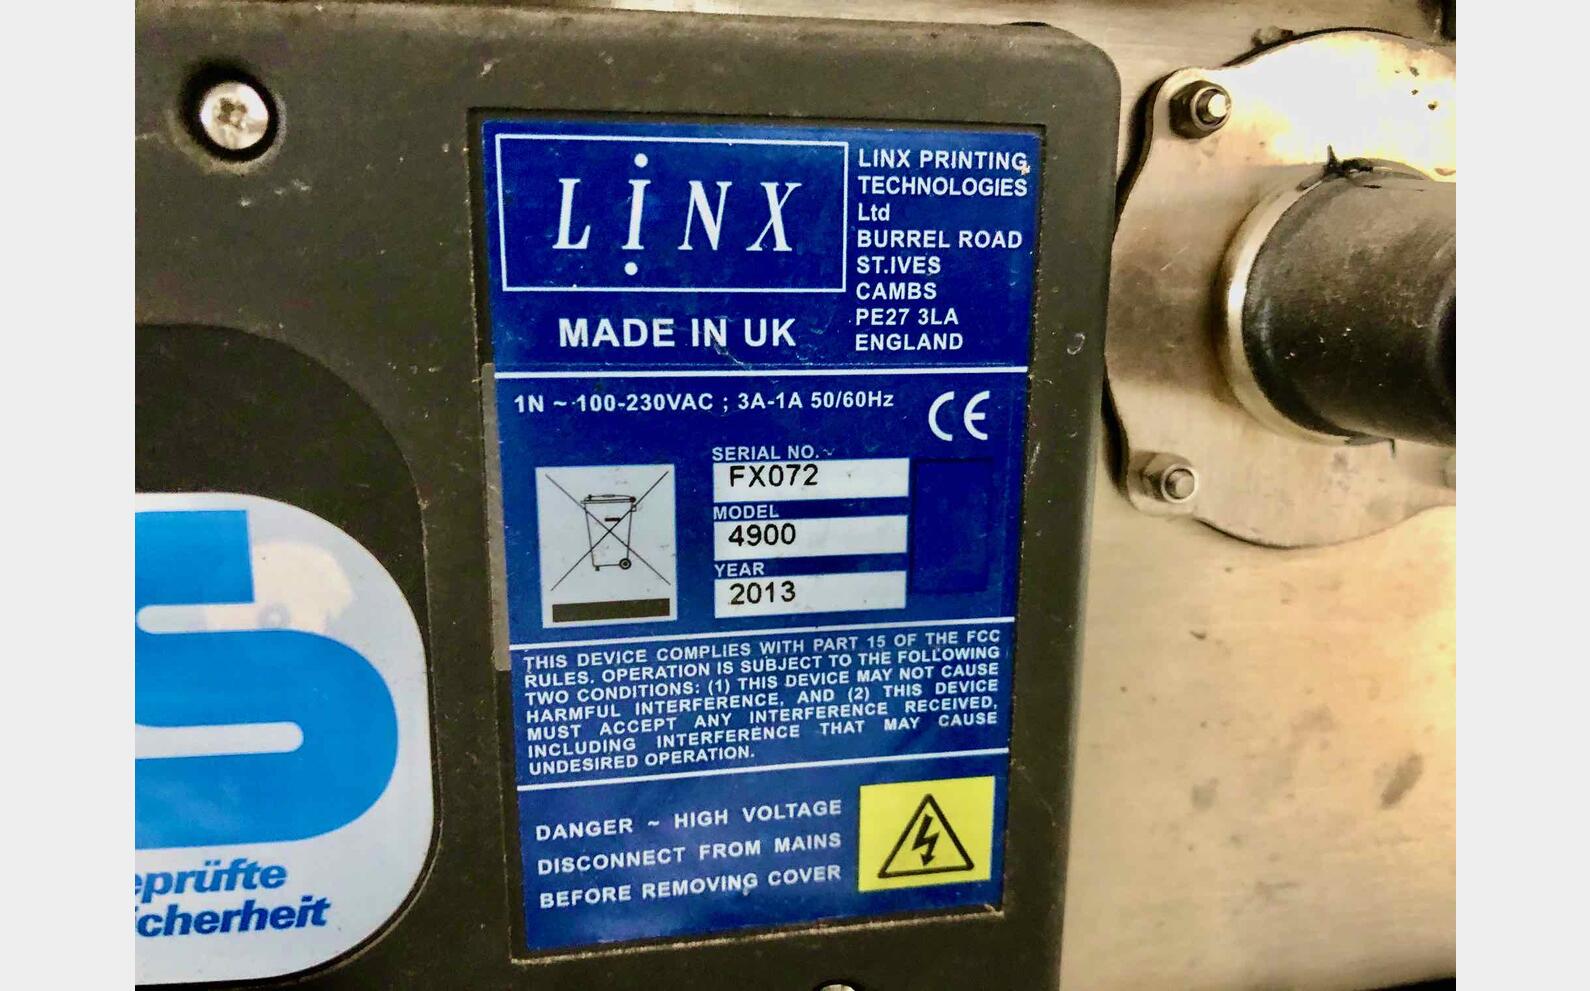 LINX
LINX PRINTING
TECHNOLOGIES
Ltd
BURREL ROAD
ST.IVES
CAMBS
PE27 3LA
ENGLAND
MADE IN UK
1N ~ 100-230VAC ; 3A-1A 50/60Hz
CE
SERIAL NO.
FX072
MODEL
4900
YEAR
2013
THIS DEVICE COMPLIES WITH PART 15 OF THE FCC
RULES. OPERATION IS SUBJECT TO THE FOLLOWING
TWO CONDITIONS: (1) THIS DEVICE MAY NOT CAUSE
HARMFUL INTERFERENCE, AND (2) THIS DEVICE
MUST ACCEPT ANY INTERFERENCE RECEIVED,
INCLUDING INTERFERENCE THAT MAY CAUSE
UNDESIRED OPERATION.
DANGER ~ HIGH VOLTAGE
DISCONNECT FROM MAINS
BEFORE REMOVING COVER
S
eprüfte
icherheit